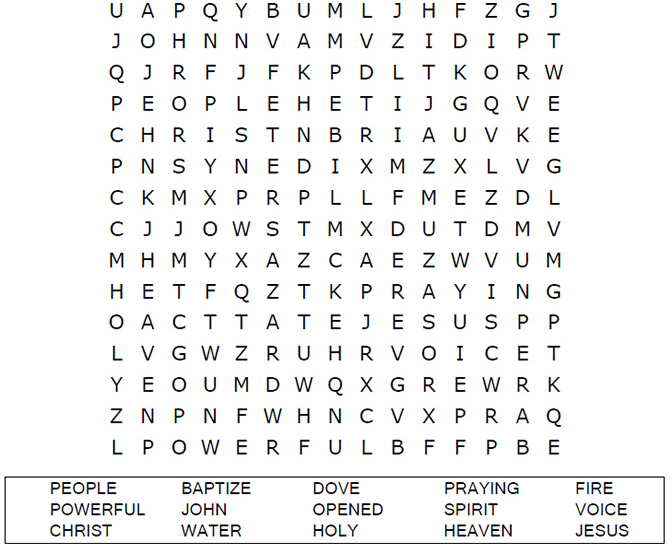 U A P Q Y B U M L J H F Z G J
J O H N N V A M V Z I D I P T
Q J R F J F K P D L T K O R W
P E O P L E H E T I J G Q V E
C H R I S T N B R I A U V K E
P N S Y N E D I X M Z X L V G
C K M X P R P L L F M E Z D L
C J J O W S T M X D U T D M V
M H M Y X A Z C A E Z W V U M
H E T F Q Z T K P R A Y I N G
O A C T T A T E J E S U S P P
L V G W Z R U H R V O I C E T
Y E O U M D W Q X G R E W R K
Z N P N F W H N C V X P R A Q
L P O W E R F U L B F F P B E
PEOPLE BAPTIZE DOVE PRAYING FIRE
POWERFUL JOHN OPENED SPIRIT VOICE
CHRIST WATER HOLY HEAVEN JESUS